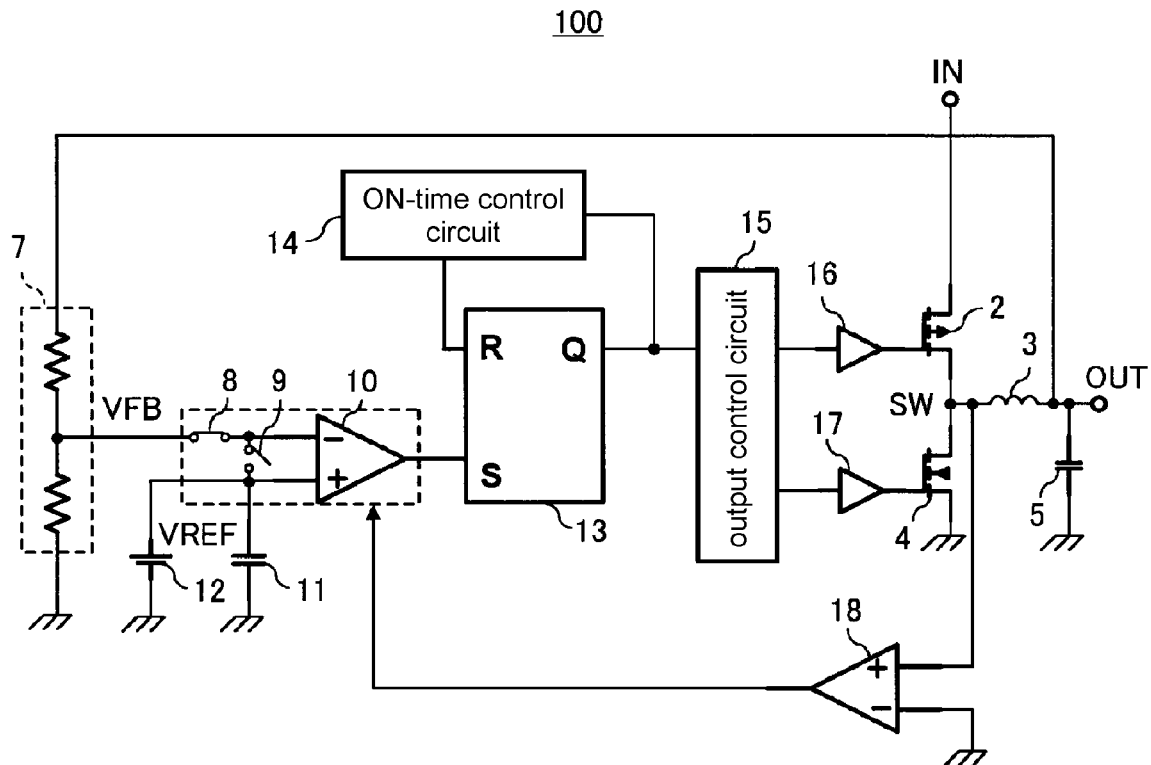 100
IN
ON-time control
circuit
14
15
7
16
2
output control circuit
R
Q
3
8
9
10
OUT
VFB
SW
−
17
+
S
5
VREF
13
4
12
11
18
+
−